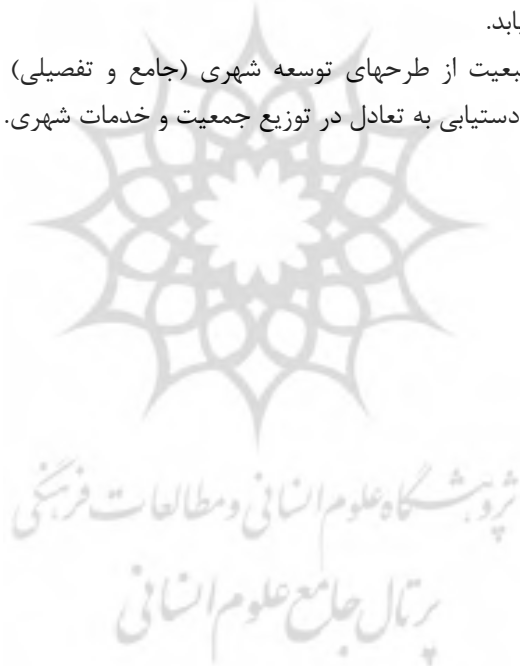 یابد.
تبعیت از طرحهای توسعه شهری (جامع و تفصیلی)
دستیابی به تعادل در توزیع جمعیت و خدمات شهری.
پژوهشگاه علوم انسانی و مطالعات فرهنگی
پرتال جامع علوم انسانی